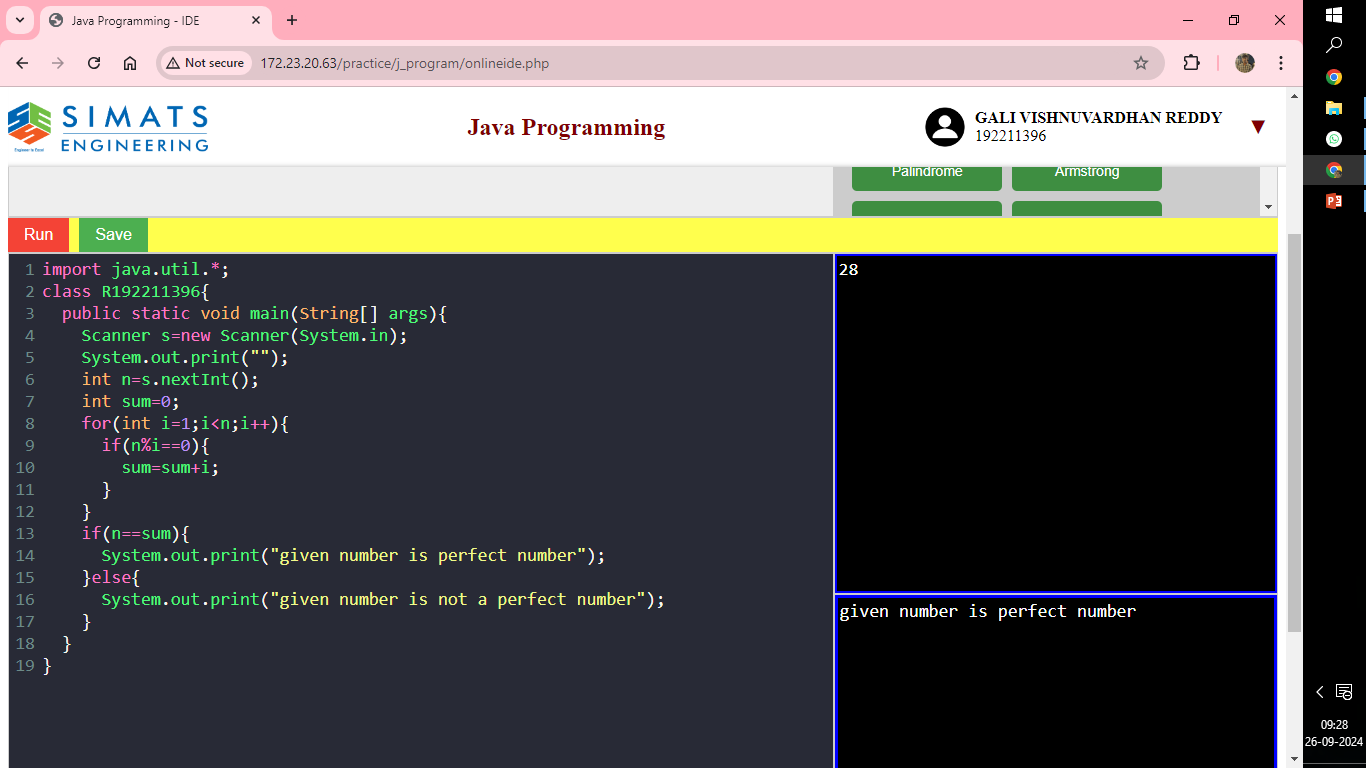 Java Programming - IDE
Not secure
172.23.20.63/practice/j_program/onlineide.php
SIMATS
ENGINEERING
Engineer to Excel
Java Programming
GALI VISHNUVARDHAN REDDY
192211396
Palindrome
Armstrong
Run
Save
1 import java.util.*;
2 class R192211396{
3   public static void main(String[] args){
4     Scanner s=new Scanner(System.in);
5     System.out.print("");
6     int n=s.nextInt();
7     int sum=0;
8     for(int i=1;i<n;i++){
9       if(n%i==0){
10         sum=sum+i;
11       }
12     }
13     if(n==sum){
14       System.out.print("given number is perfect number");
15     }else{
16       System.out.print("given number is not a perfect number");
17     }
18   }
19 }
28
given number is perfect number
09:28
26-09-2024